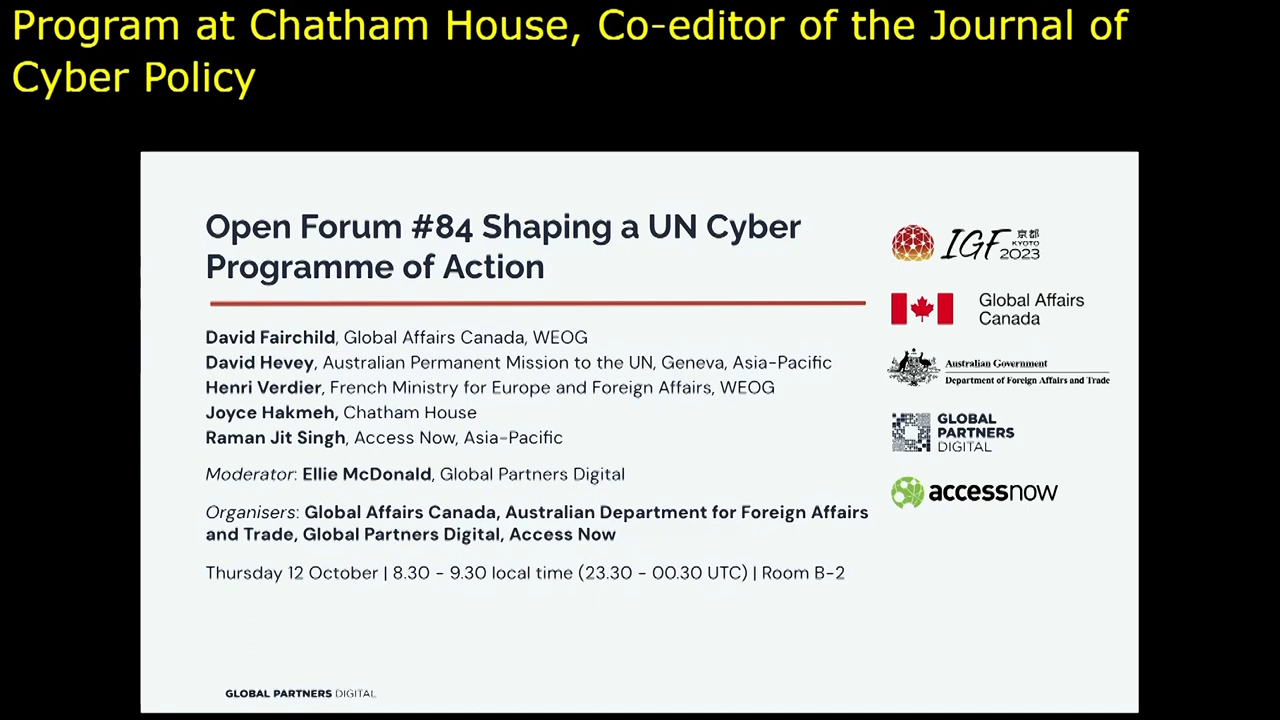 Program at Chatham House, Co-editor of the Journal of
Cyber Policy
Open Forum #84 Shaping a UN Cyber
Programme of Action
David Fairchild, Global Affairs Canada, WEOG
David Hevey, Australian Permanent Mission to the UN, Geneva, Asia-Pacific
Henri Verdier, French Ministry for Europe and Foreign Affairs, WEOG
Joyce Hakmeh, Chatham House
Raman Jit Singh, Access Now, Asia-Pacific
Moderator: Ellie McDonald, Global Partners Digital
Organisers: Global Affairs Canada, Australian Department for Foreign Affairs
and Trade, Global Partners Digital, Access Now
Thursday 12 October | 8.30 - 9.30 local time (23.30 - 00.30 UTC) | Room B-2
IGF 京都
KYOTO
2023
Global Affairs
Canada
Australian Government
Department of Foreign Affairs and Trade
GLOBAL
PARTNERS
DIGITAL
accessnow
GLOBAL PARTNERS DIGITAL